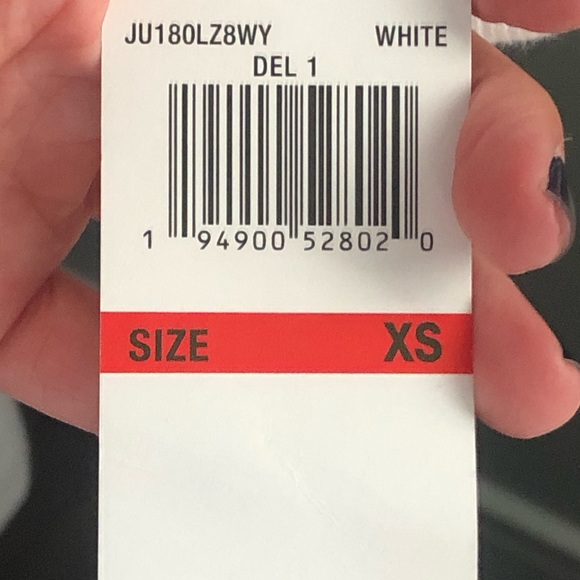 JU180LZ8WY WHITE
DEL 1
1 94900 52802 0
SIZE XS